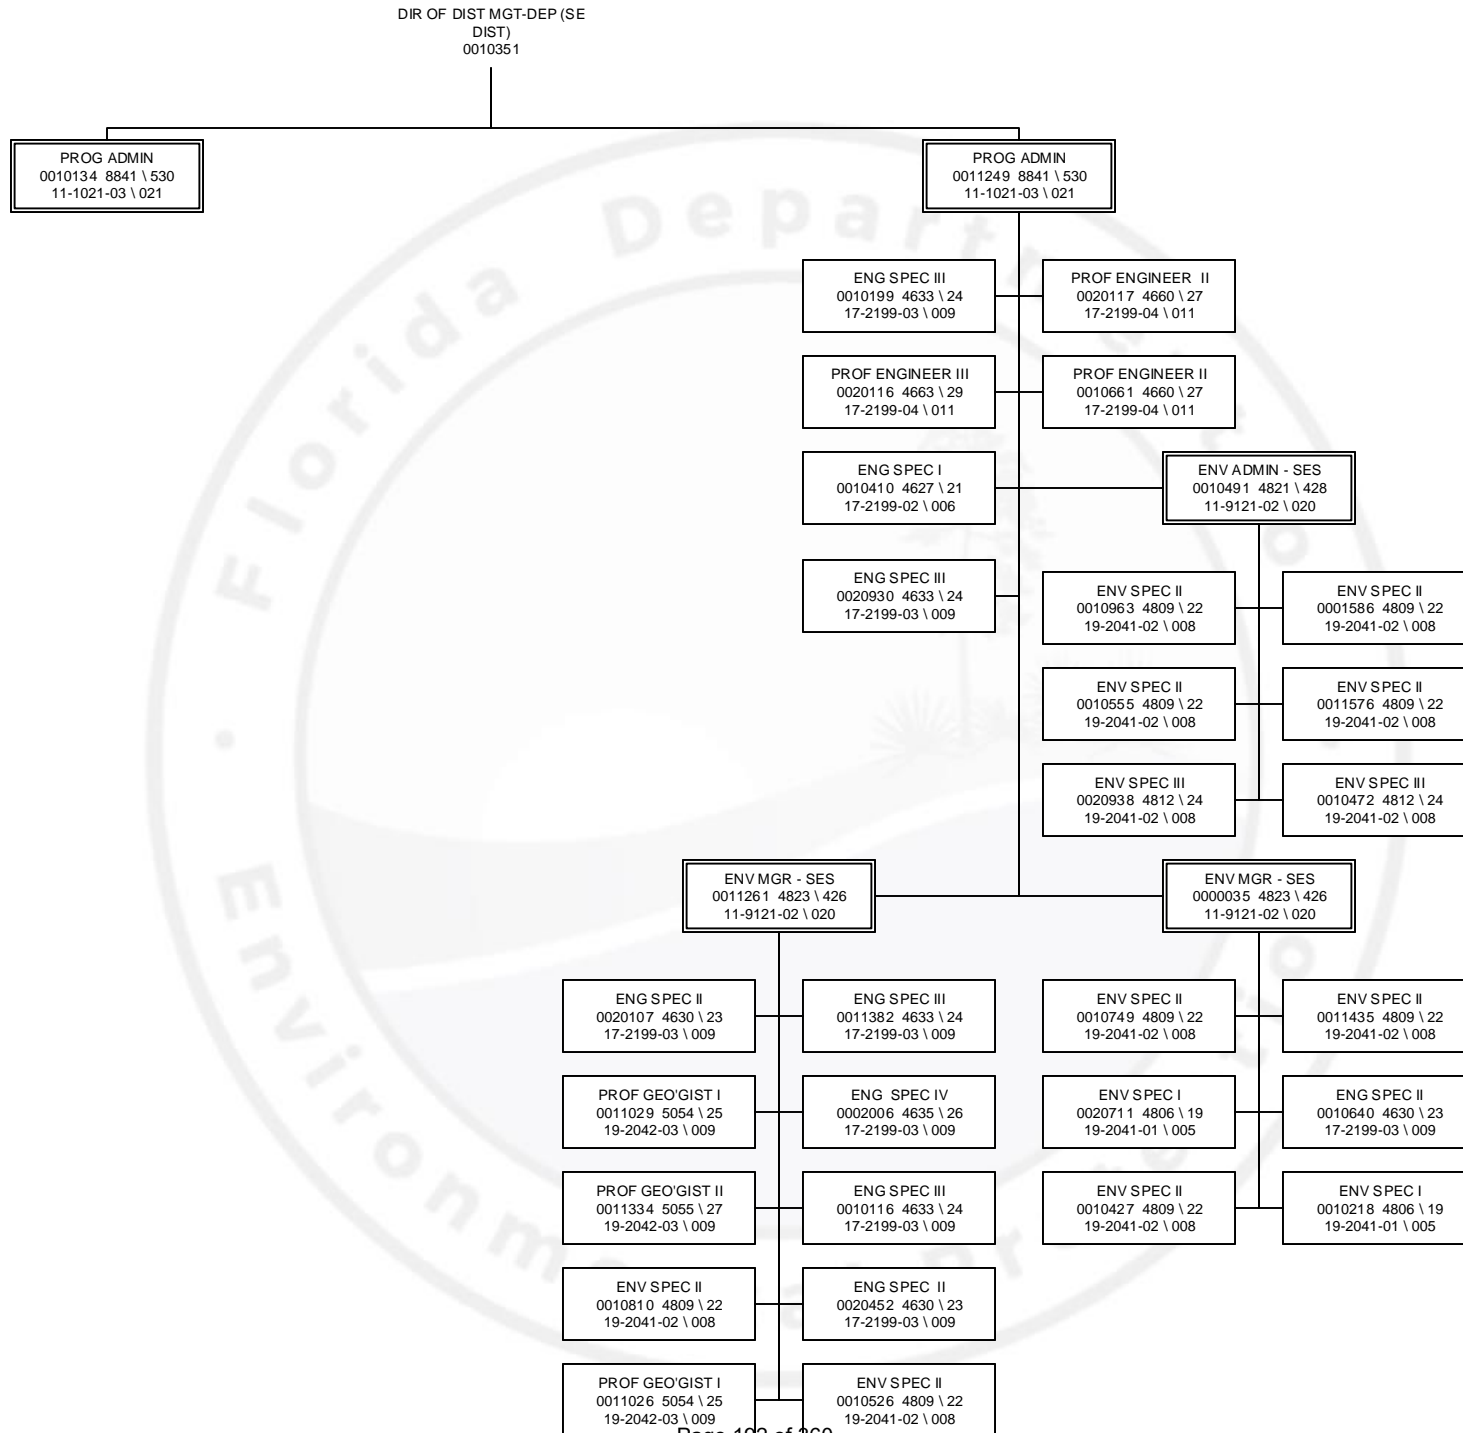 DIR OF DIST MGT-DEP (SE
DIST)
0010351
PROG ADMIN
0010134 8841 \ 530
11-1021-03 \ 021
PROG ADMIN
0011249 8841 \ 530
11-1021-03 \ 021
ENG SPEC III
0010199 4633 \ 24
17-2199-03 \ 009
PROF ENGINEER II
0020117 4660 \ 27
17-2199-04 \ 011
PROF ENGINEER III
0020116 4663 \ 29
17-2199-04 \ 011
PROF ENGINEER II
0010661 4660 \ 27
17-2199-04 \ 011
ENG SPEC I
0010410 4627 \ 21
17-2199-02 \ 006
ENV ADMIN - SES
0010491 4821 \ 428
11-9121-02 \ 020
ENG SPEC III
0020930 4633 \ 24
17-2199-03 \ 009
ENV SPEC II
0010963 4809 \ 22
19-2041-02 \ 008
ENV SPEC II
0001586 4809 \ 22
19-2041-02 \ 008
ENV SPEC II
0010555 4809 \ 22
19-2041-02 \ 008
ENV SPEC II
0011576 4809 \ 22
19-2041-02 \ 008
ENV SPEC III
0020938 4812 \ 24
19-2041-02 \ 008
ENV SPEC III
0010472 4812 \ 24
19-2041-02 \ 008
ENV MGR - SES
0011261 4823 \ 426
11-9121-02 \ 020
ENV MGR - SES
0000035 4823 \ 426
11-9121-02 \ 020
ENG SPEC II
0020107 4630 \ 23
17-2199-03 \ 009
ENG SPEC III
0011382 4633 \ 24
17-2199-03 \ 009
ENV SPEC II
0010749 4809 \ 22
19-2041-02 \ 008
ENV SPEC II
0011435 4809 \ 22
19-2041-02 \ 008
PROF GEO'GIST I
0011029 5054 \ 25
19-2042-03 \ 009
ENG SPEC IV
0002006 4635 \ 26
17-2199-03 \ 009
ENV SPEC I
0020711 4806 \ 19
19-2041-01 \ 005
ENG SPEC II
0010640 4630 \ 23
17-2199-03 \ 009
PROF GEO'GIST II
0011334 5055 \ 27
19-2042-03 \ 009
ENG SPEC III
0010116 4633 \ 24
17-2199-03 \ 009
ENV SPEC II
0010427 4809 \ 22
19-2041-02 \ 008
ENV SPEC I
0010218 4806 \ 19
19-2041-01 \ 005
ENV SPEC II
0010810 4809 \ 22
19-2041-02 \ 008
ENG SPEC II
0020452 4630 \ 23
17-2199-03 \ 009
PROF GEO'GIST I
0011026 5054 \ 25
19-2042-03 \ 009
ENV SPEC II
0010526 4809 \ 22
19-2041-02 \ 008
Florida Depart
Environm